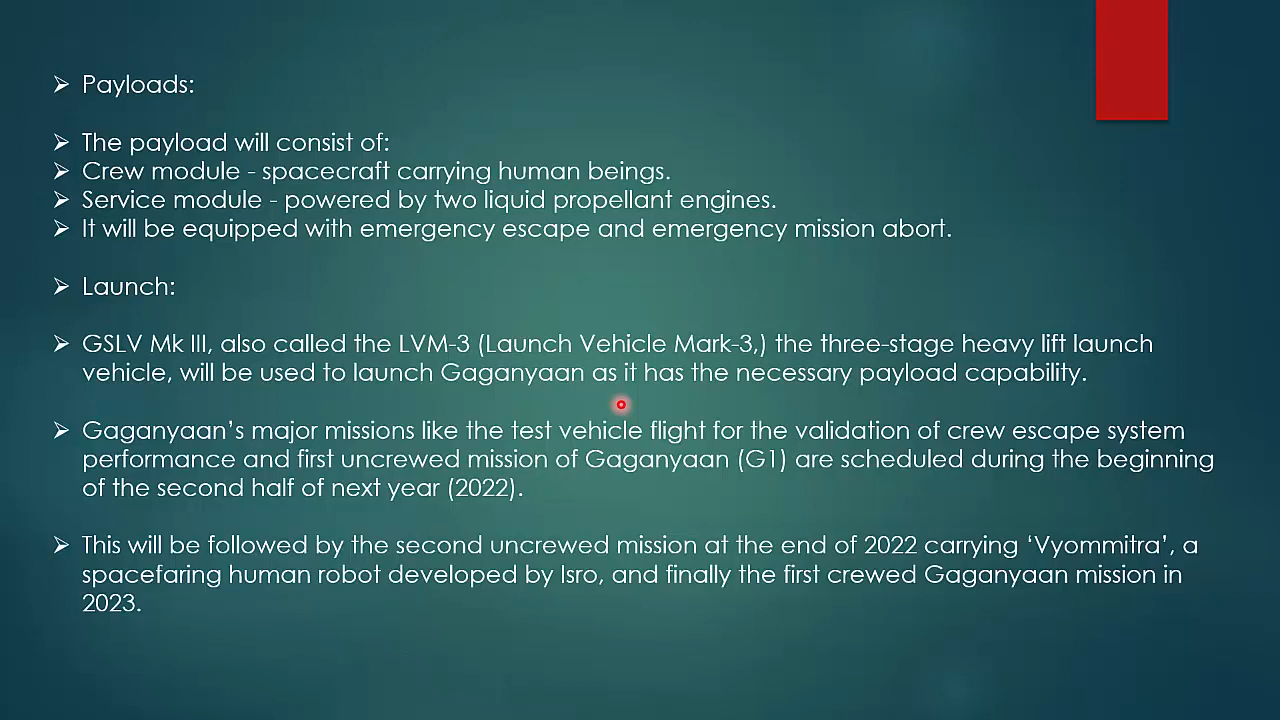 ➢ Payloads:
➢ The payload will consist of:
➢ Crew module - spacecraft carrying human beings.
➢ Service module - powered by two liquid propellant engines.
➢ It will be equipped with emergency escape and emergency mission abort.
➢ Launch:
➢ GSLV Mk III, also called the LVM-3 (Launch Vehicle Mark-3,) the three-stage heavy lift launch
vehicle, will be used to launch Gaganyaan as it has the necessary payload capability.
➢ Gaganyaan’s major missions like the test vehicle flight for the validation of crew escape system
performance and first uncrewed mission of Gaganyaan (G1) are scheduled during the beginning
of the second half of next year (2022).
➢ This will be followed by the second uncrewed mission at the end of 2022 carrying ‘Vyommitra’, a
spacefaring human robot developed by Isro, and finally the first crewed Gaganyaan mission in
2023.